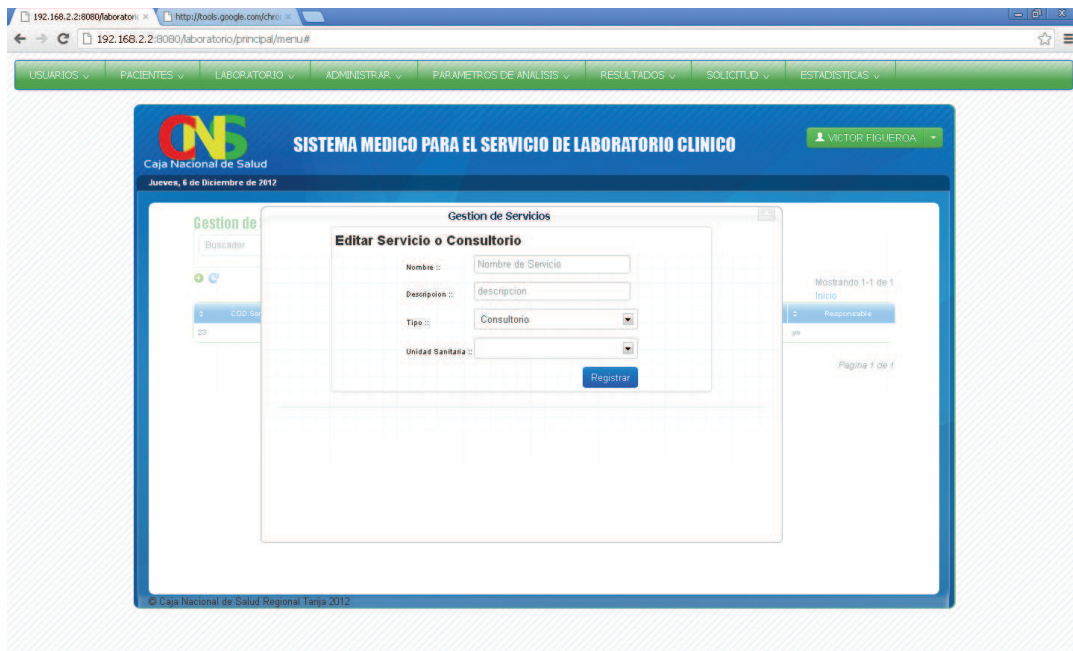 192.168.2.2:8080/laboratori
http://tools.google.com/chro
192.168.2.2:8080/laboratorio/principal/menu#
USUARIOS PACIENTES LABORATORIO ADMINISTRAR PARAMETROS DE ANALISIS RESULTADOS SOLICITUD ESTADISTICAS
CNS
Caja Nacional de Salud
SISTEMA MEDICO PARA EL SERVICIO DE LABORATORIO CLINICO
VICTOR FIGUEROA
Jueves, 6 de Diciembre de 2012
Gestion de Servicios
Gestion de
Editar Servicio o Consultorio
Buscador
Nombre :: Nombre de Servicio
Descripcion :: descripcion
Tipo :: Consultorio
Unidad Sanitaria ::
Registrar
Mostrando 1-1 de 1
Inicio
COD Ser
Responsable
23
yo
Pagina 1 de 1
© Caja Nacional de Salud Regional Tarija 2012